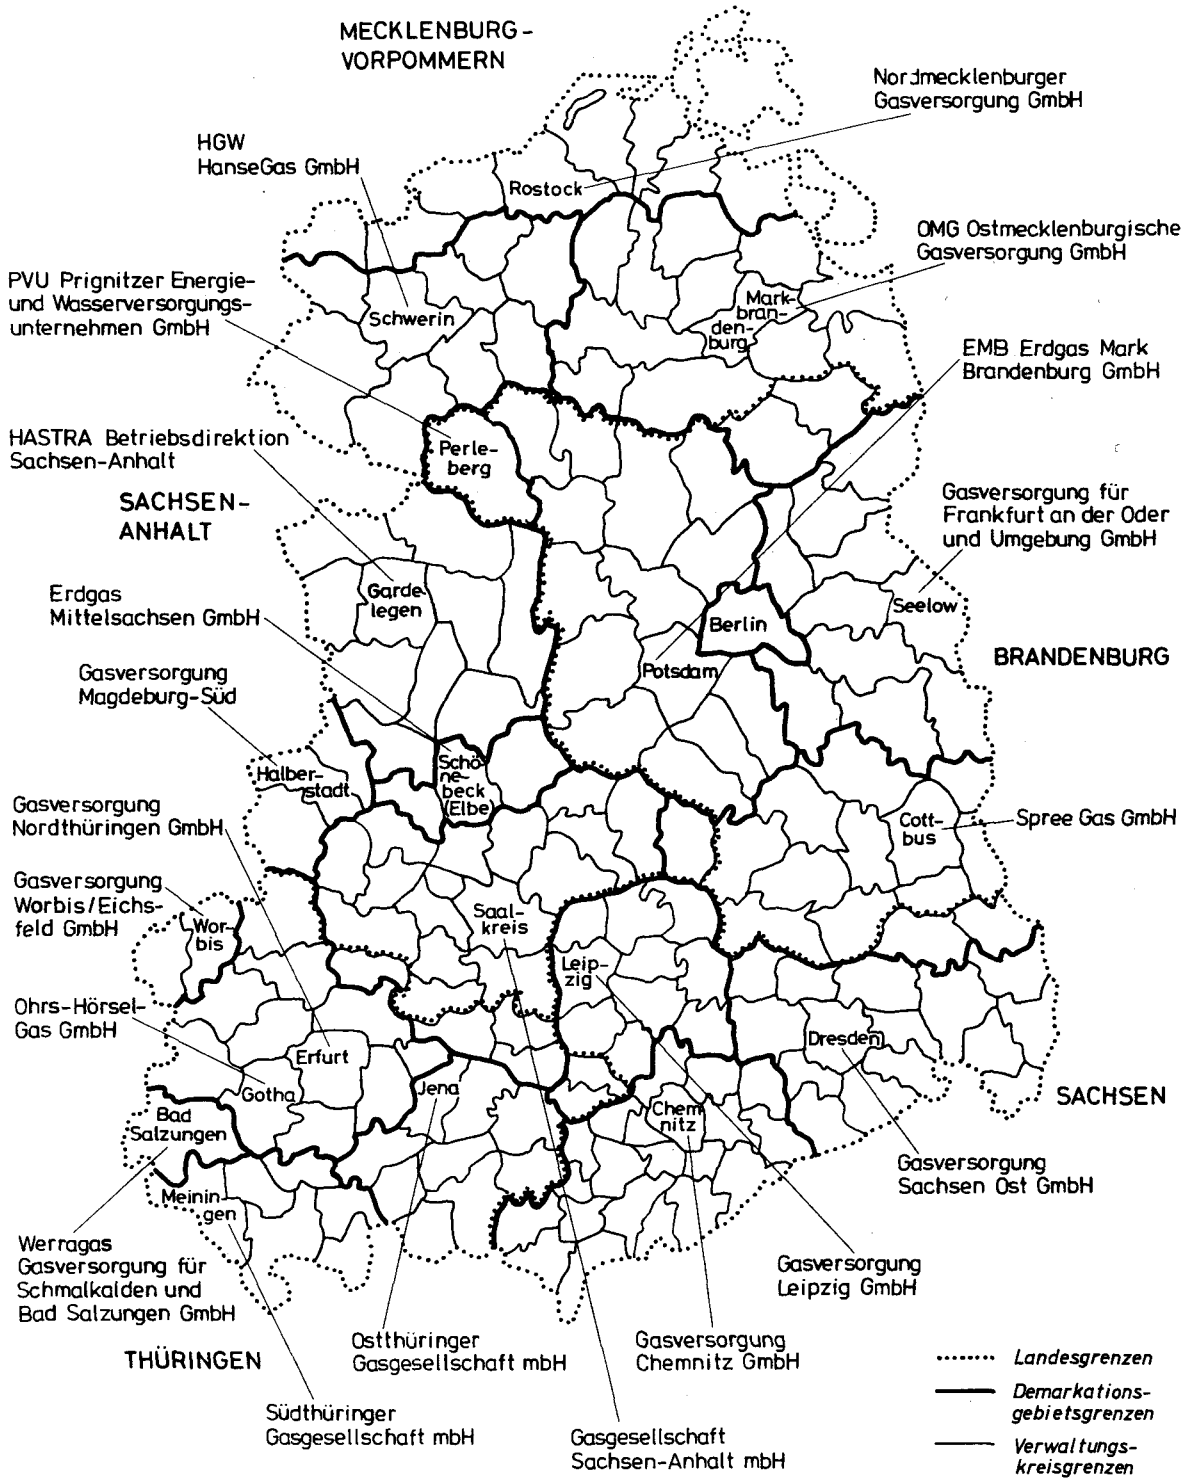 MECKLENBURG-
VORPOMMERN
Nordmecklenburger
Gasversorgung GmbH
HGW
HanseGas GmbH
Rostock
OMG Ostmecklenburgische
Gasversorgung GmbH
PVU Prignitzer Energie-
und Wasserversorgungs-
unternehmen GmbH
Schwerin
Mark-
bran-
den-
burg
EMB Erdgas Mark
Brandenburg GmbH
HASTRA Betriebsdirektion
Sachsen-Anhalt
Perle-
berg
SACHSEN-
ANHALT
Gasversorgung für
Frankfurt an der Oder
und Umgebung GmbH
Erdgas
Mittelsachsen GmbH
Garde
legen
Seelow
Berlin
BRANDENBURG
Potsdam
Gasversorgung
Magdeburg-Süd
Halber-
stadt
Schö-
ne-
beck
(Elbe)
Gasversorgung
Nordthüringen GmbH
Cott-
bus
Spree Gas GmbH
Gasversorgung
Worbis/Eichs-
feld GmbH
Wor-
bis
Saal-
kreis
Leip-
zig
Ohrs-Hörsel-
Gas GmbH
Erfurt
Dresden
Gotha
Jena
Bad
Salzungen
Chem
nitz
SACHSEN
Meinin
gen
Gasversorgung
Sachsen Ost GmbH
Werragas
Gasversorgung für
Schmalkalden und
Bad Salzungen GmbH
Gasversorgung
Leipzig GmbH
THÜRINGEN
Ostthüringer
Gasgesellschaft mbH
Gasversorgung
Chemnitz GmbH
Südthüringer
Gasgesellschaft mbH
Gasgesellschaft
Sachsen-Anhalt mbH
Landesgrenzen
Demarkations-
gebietsgrenzen
Verwaltungs-
kreisgrenzen